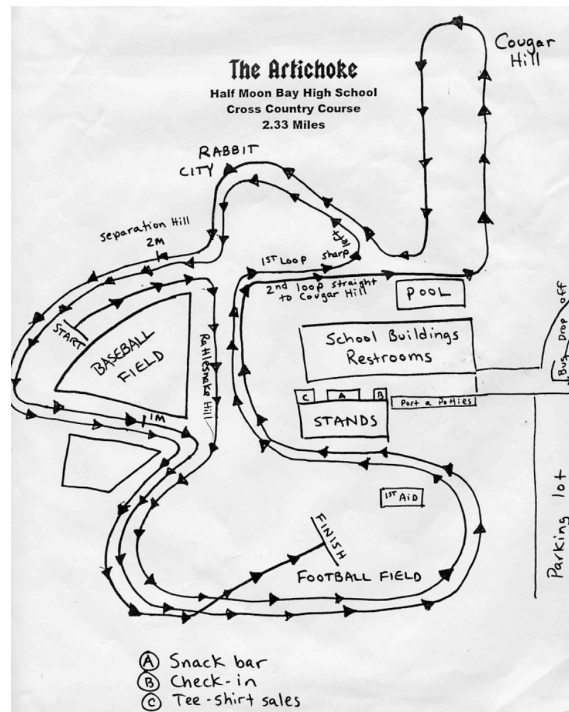 The Artichoke
Half Moon Bay High School
Cross Country Course
2.33 Miles
Cougar
Hill
RABBIT
CITY
Separation Hill
2M
1ST LOOP
sharp
left
2nd loop straight
to Cougar Hill
POOL
START
BASEBALL
FIELD
Rattlesnake Hill
School Buildings
Restrooms
Bus Drop off
C
A
B
Port a Potties
STANDS
1M
1ST AID
FINISH
FOOTBALL FIELD
Parking lot
A Snack bar
B Check-in
C Tee-shirt sales